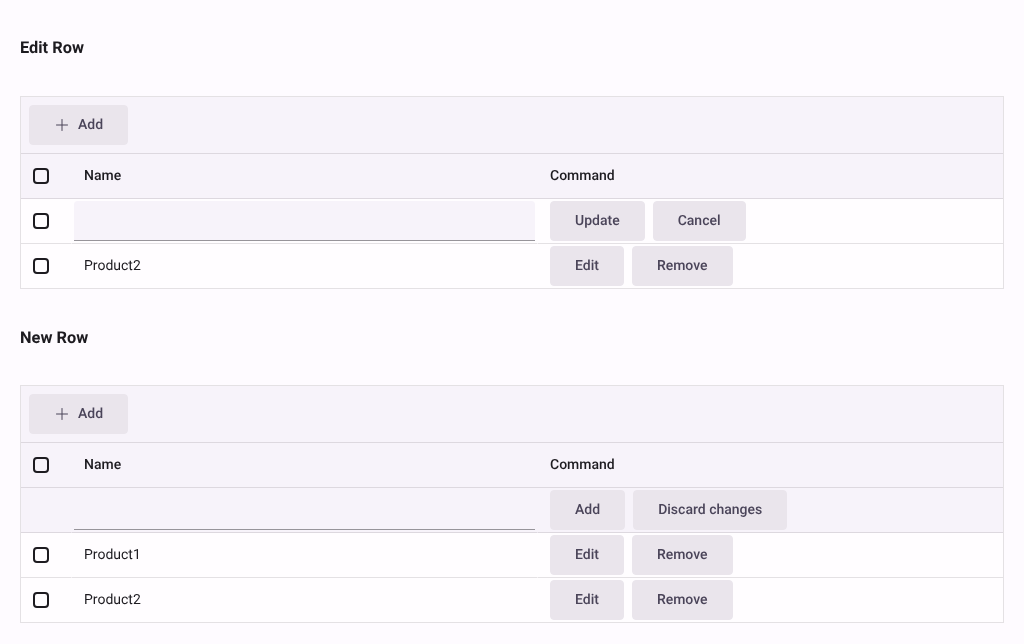 Edit Row
Add
Name Command
Update Cancel
Product2 Edit Remove
New Row
Add
Name Command
Add Discard changes
Product1 Edit Remove
Product2 Edit Remove